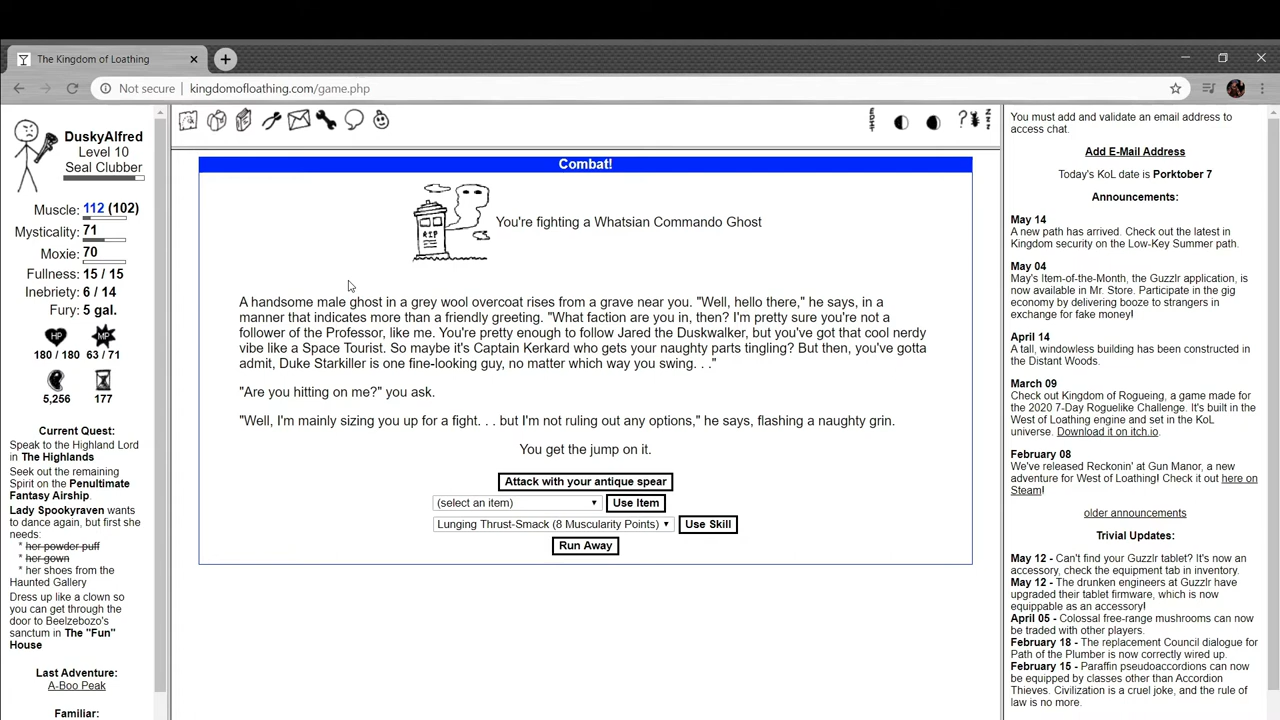 The Kingdom of Loathing
Not secure | kingdomofloathing.com/game.php
DuskyAlfred
Level 10
Seal Clubber
Muscle: 112 (102)
Mysticality: 71
Moxie: 70
Fullness: 15 / 15
Inebriety: 6 / 14
Fury: 5 gal.
HP MP
180 / 180 63 / 71
5,256 177
Current Quest:
Speak to the Highland Lord
in The Highlands
Seek out the remaining
Spirit on the Penultimate
Fantasy Airship.
Lady Spookyraven wants
to dance again, but first she
needs:
* her powder puff
* her gown
* her shoes from the
Haunted Gallery
Dress up like a clown so
you can get through the
door to Beelzebozo's
sanctum in The "Fun"
House
Last Adventure:
A-Boo Peak
Familiar:
Combat!
RIP
You're fighting a Whatsian Commando Ghost
A handsome male ghost in a grey wool overcoat rises from a grave near you. "Well, hello there," he says, in a
manner that indicates more than a friendly greeting. "What faction are you in, then? I'm pretty sure you're not a
follower of the Professor, like me. You're pretty enough to follow Jared the Duskwalker, but you've got that cool nerdy
vibe like a Space Tourist. So maybe it's Captain Kerkard who gets your naughty parts tingling? But then, you've gotta
admit, Duke Starkiller is one fine-looking guy, no matter which way you swing. . ."
"Are you hitting on me?" you ask.
"Well, I'm mainly sizing you up for a fight. . . but I'm not ruling out any options," he says, flashing a naughty grin.
You get the jump on it.
Attack with your antique spear
(select an item) Use Item
Lunging Thrust-Smack (8 Muscularity Points) Use Skill
Run Away
You must add and validate an email address to
access chat.
Add E-Mail Address
Today's KoL date is Porktober 7
Announcements:
May 14
A new path has arrived. Check out the latest in
Kingdom security on the Low-Key Summer path.
May 04
May's Item-of-the-Month, the Guzzlr application, is
now available in Mr. Store. Participate in the gig
economy by delivering booze to strangers in
exchange for fake money!
April 14
A tall, windowless building has been constructed in
the Distant Woods.
March 09
Check out Kingdom of Rogueing, a game made for
the 2020 7-Day Roguelike Challenge. It's built in the
West of Loathing engine and set in the KoL
universe. Download it on itch.io.
February 08
We've released Reckonin' at Gun Manor, a new
adventure for West of Loathing! Check it out here on
Steam!
older announcements
Trivial Updates:
May 12 - Can't find your Guzzlr tablet? It's now an
accessory, check the equipment tab in inventory.
May 12 - The drunken engineers at Guzzlr have
upgraded their tablet firmware, which is now
equippable as an accessory!
April 05 - Colossal free-range mushrooms can now
be traded with other players.
February 18 - The replacement Council dialogue for
Path of the Plumber is now correctly wired up.
February 15 - Paraffin pseudoaccordions can now
be equipped by classes other than Accordion
Thieves. Civilization is a cruel joke, and the rule of
law is no more.